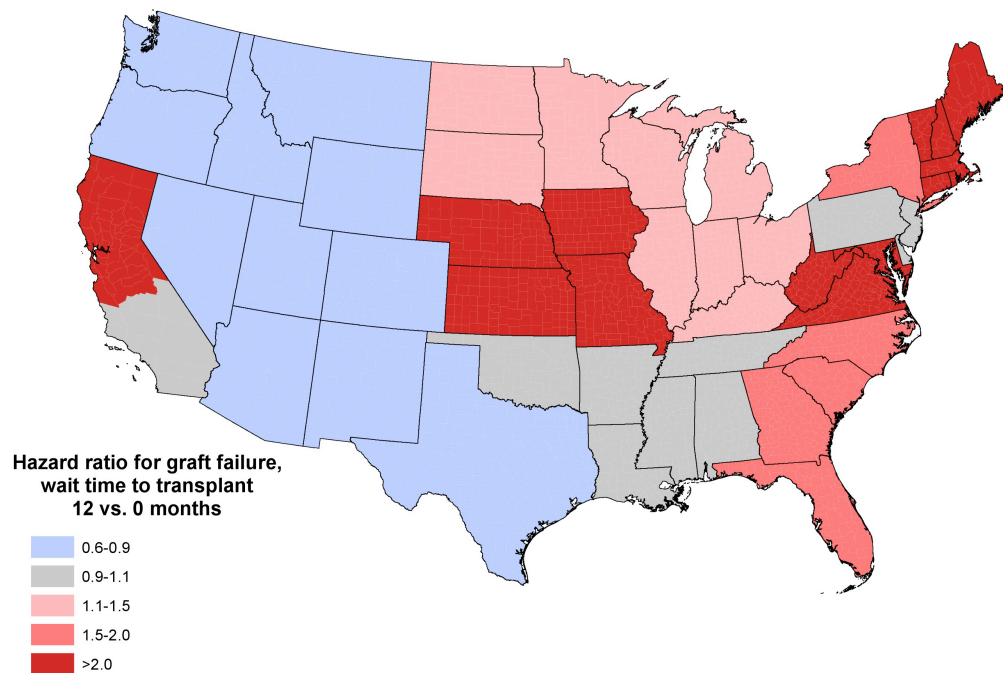 Hazard ratio for graft failure,
wait time to transplant
12 vs. 0 months
0.6-0.9
0.9-1.1
1.1-1.5
1.5-2.0
>2.0